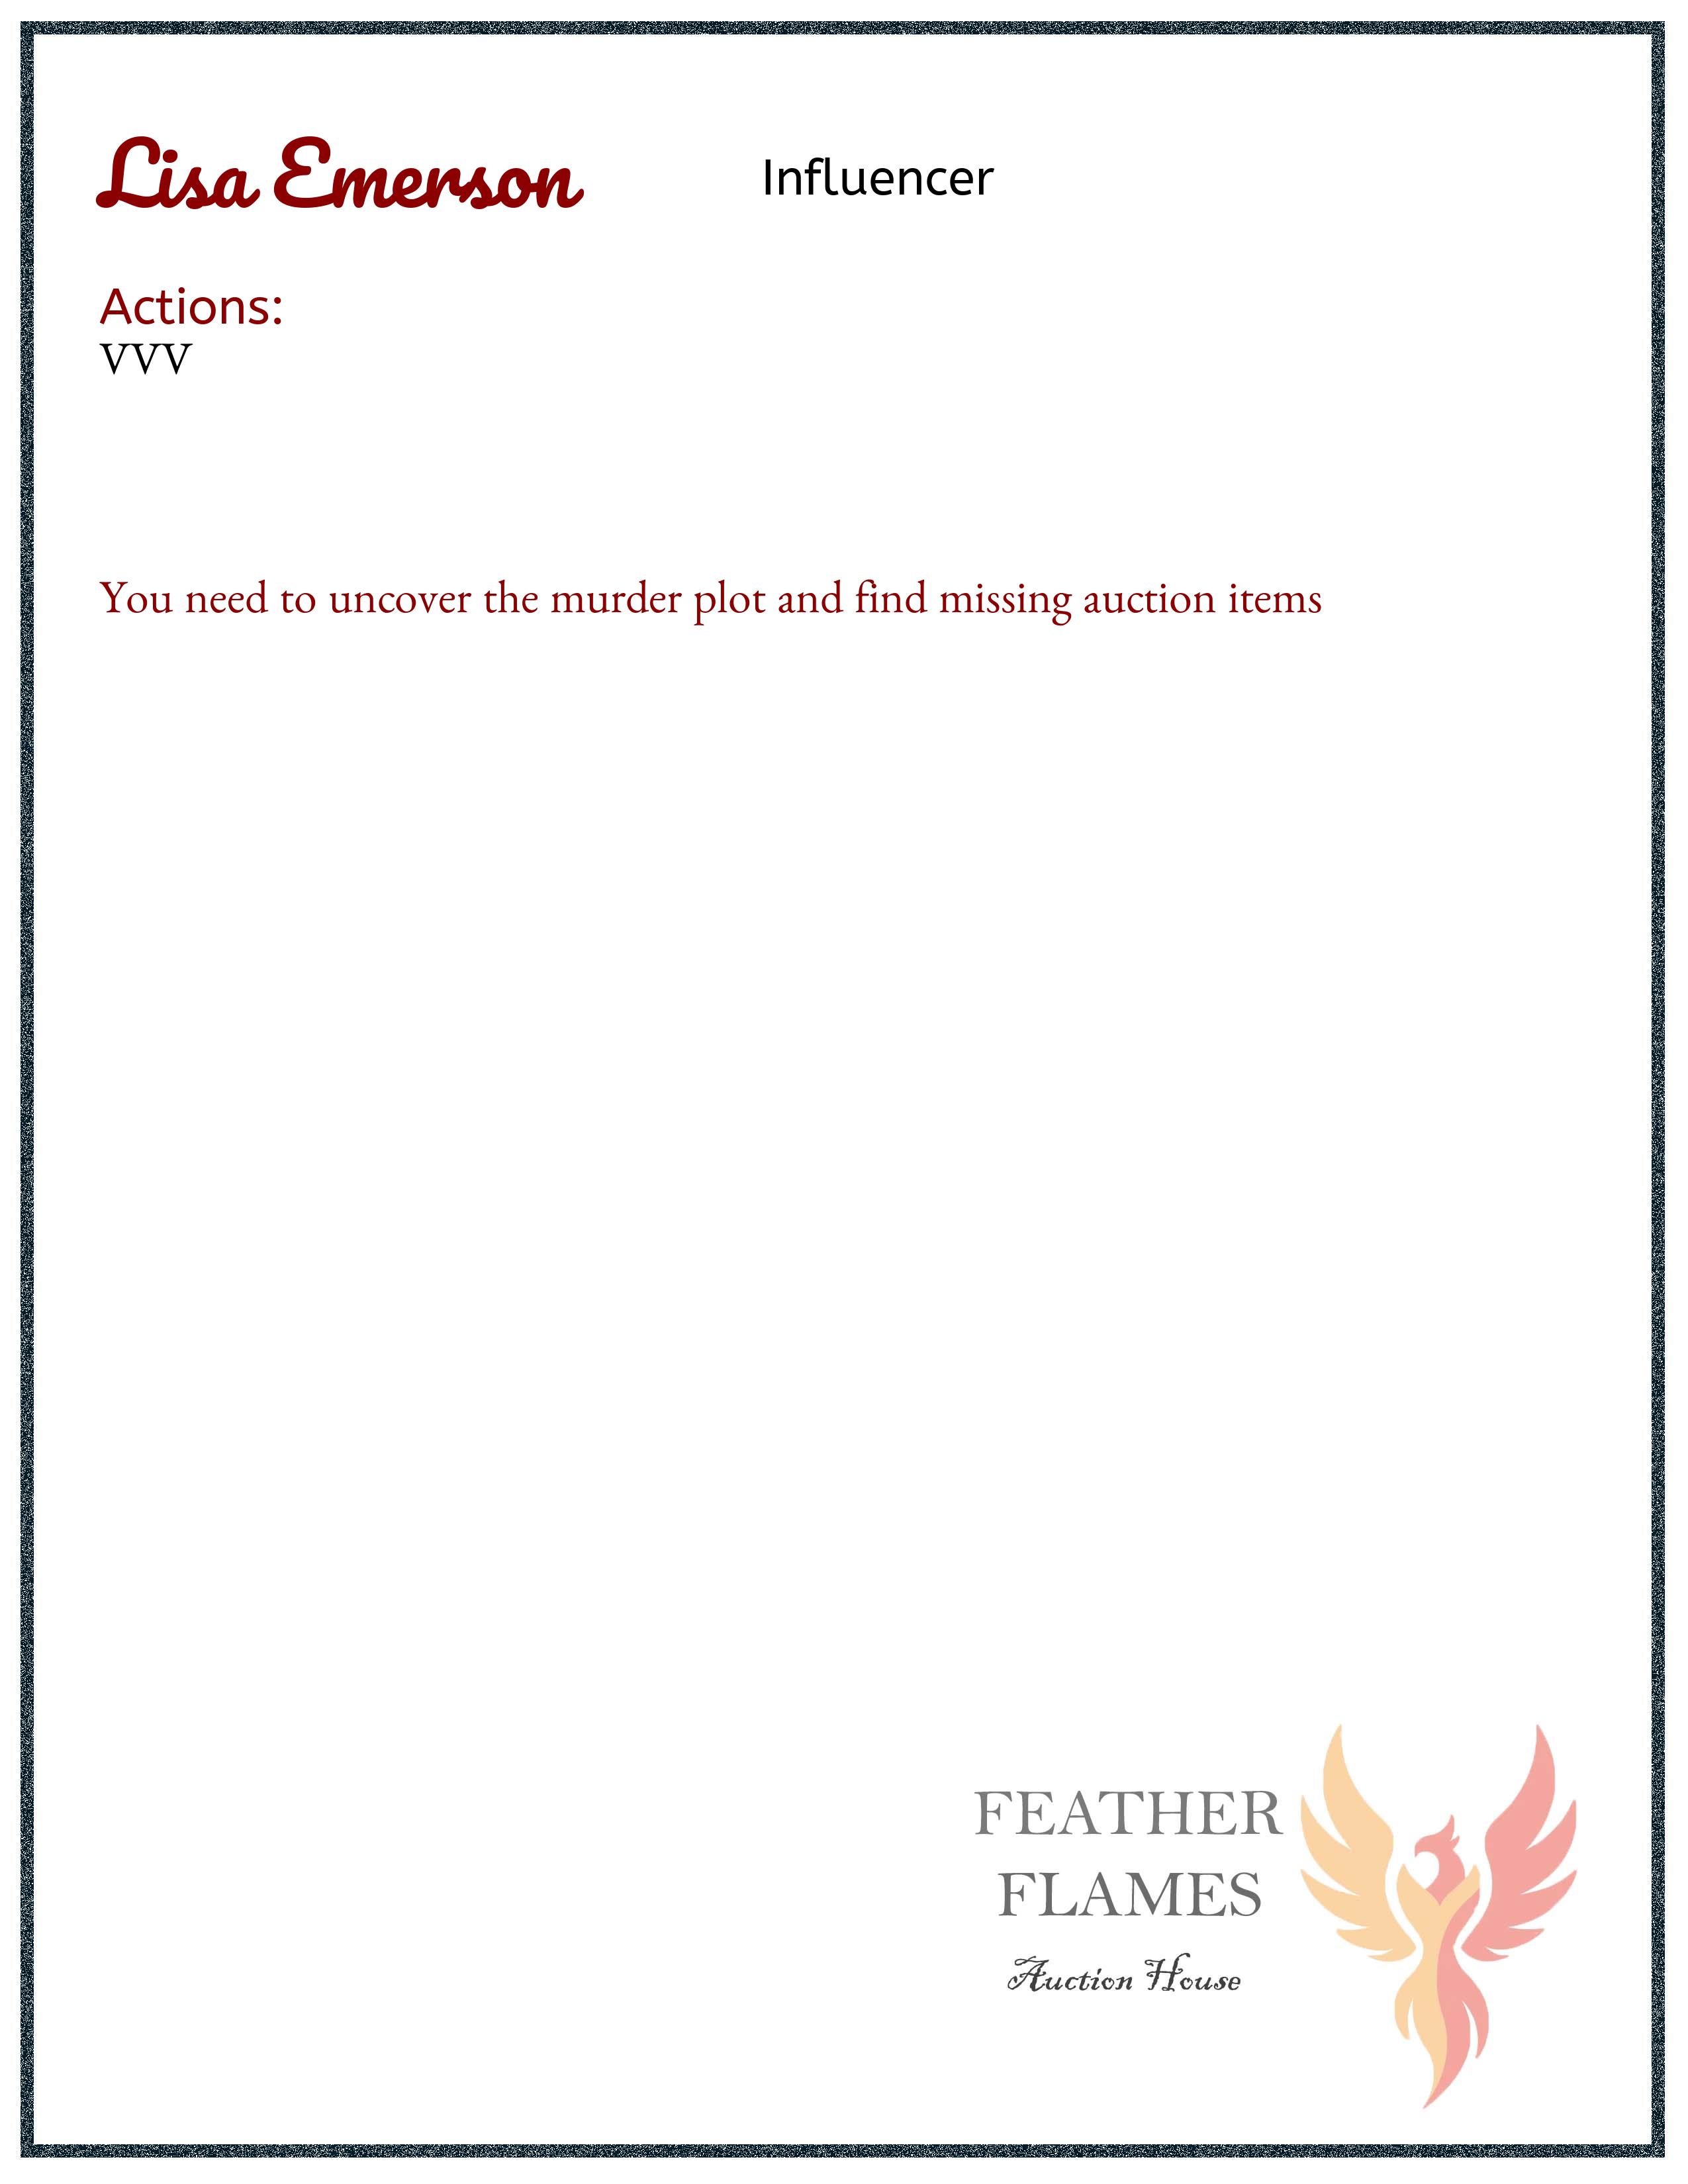 Lisa Emerson
Influencer
Actions:
VVV
You need to uncover the murder plot and find missing auction items
FEATHER
FLAMES
Auction House